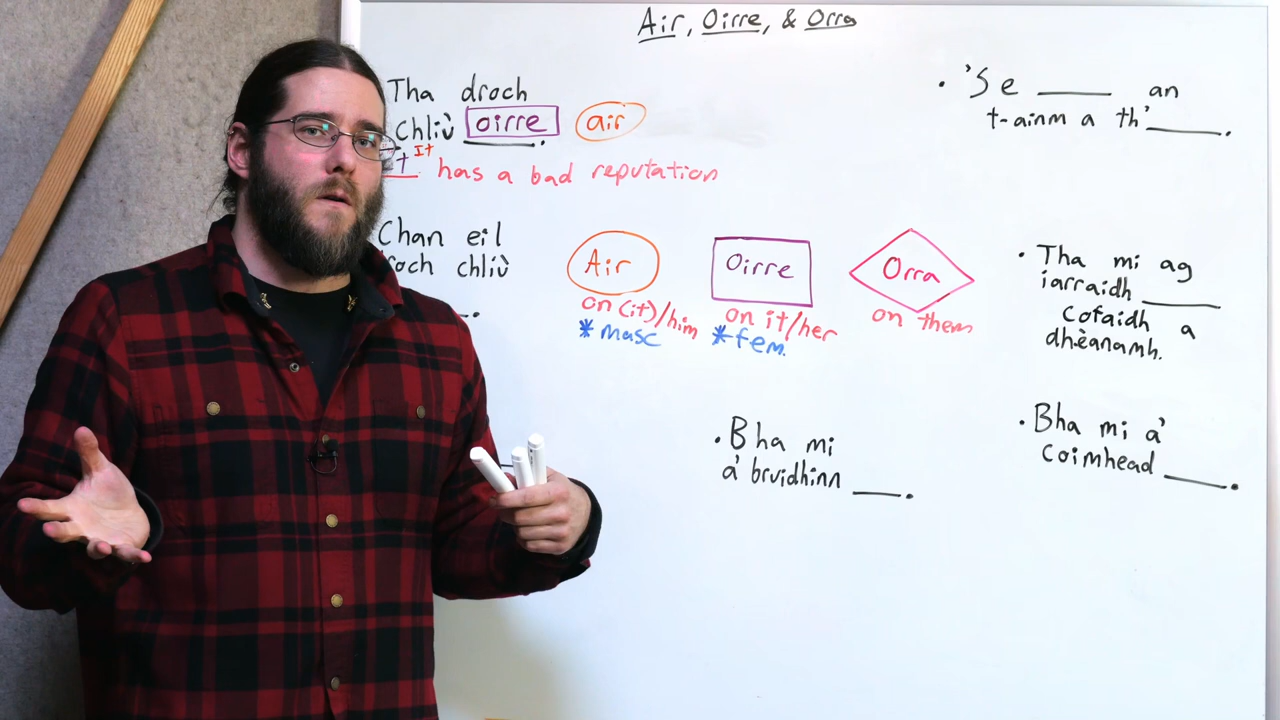 Air, Oirre, & Orra
Tha droch
chliù oirre. air
It has a bad reputation
Chan eil
droch chliù
___.
Air
on (it)/him
*masc
Oirre
on it/her
*fem.
Orra
on them
• Bha mi
a' bruidhinn ___.
• 'S e ___ an
t-ainm a th' ___.
• Tha mi ag
iarraidh ___
cofaidh a
dhèanamh.
• Bha mi a'
coimhead ___.